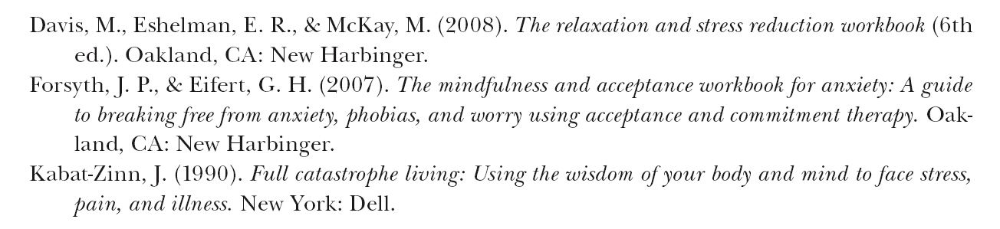 Davis, M., Eshelman, E. R., & McKay, M. (2008). The relaxation and stress reduction workbook (6th
ed.). Oakland, CA: New Harbinger.
Forsyth, J. P., & Eifert, G. H. (2007). The mindfulness and acceptance workbook for anxiety: A guide
to breaking free from anxiety, phobias, and worry using acceptance and commitment therapy. Oak-
land, CA: New Harbinger.
Kabat-Zinn, J. (1990). Full catastrophe living: Using the wisdom of your body and mind to face stress,
pain, and illness. New York: Dell.